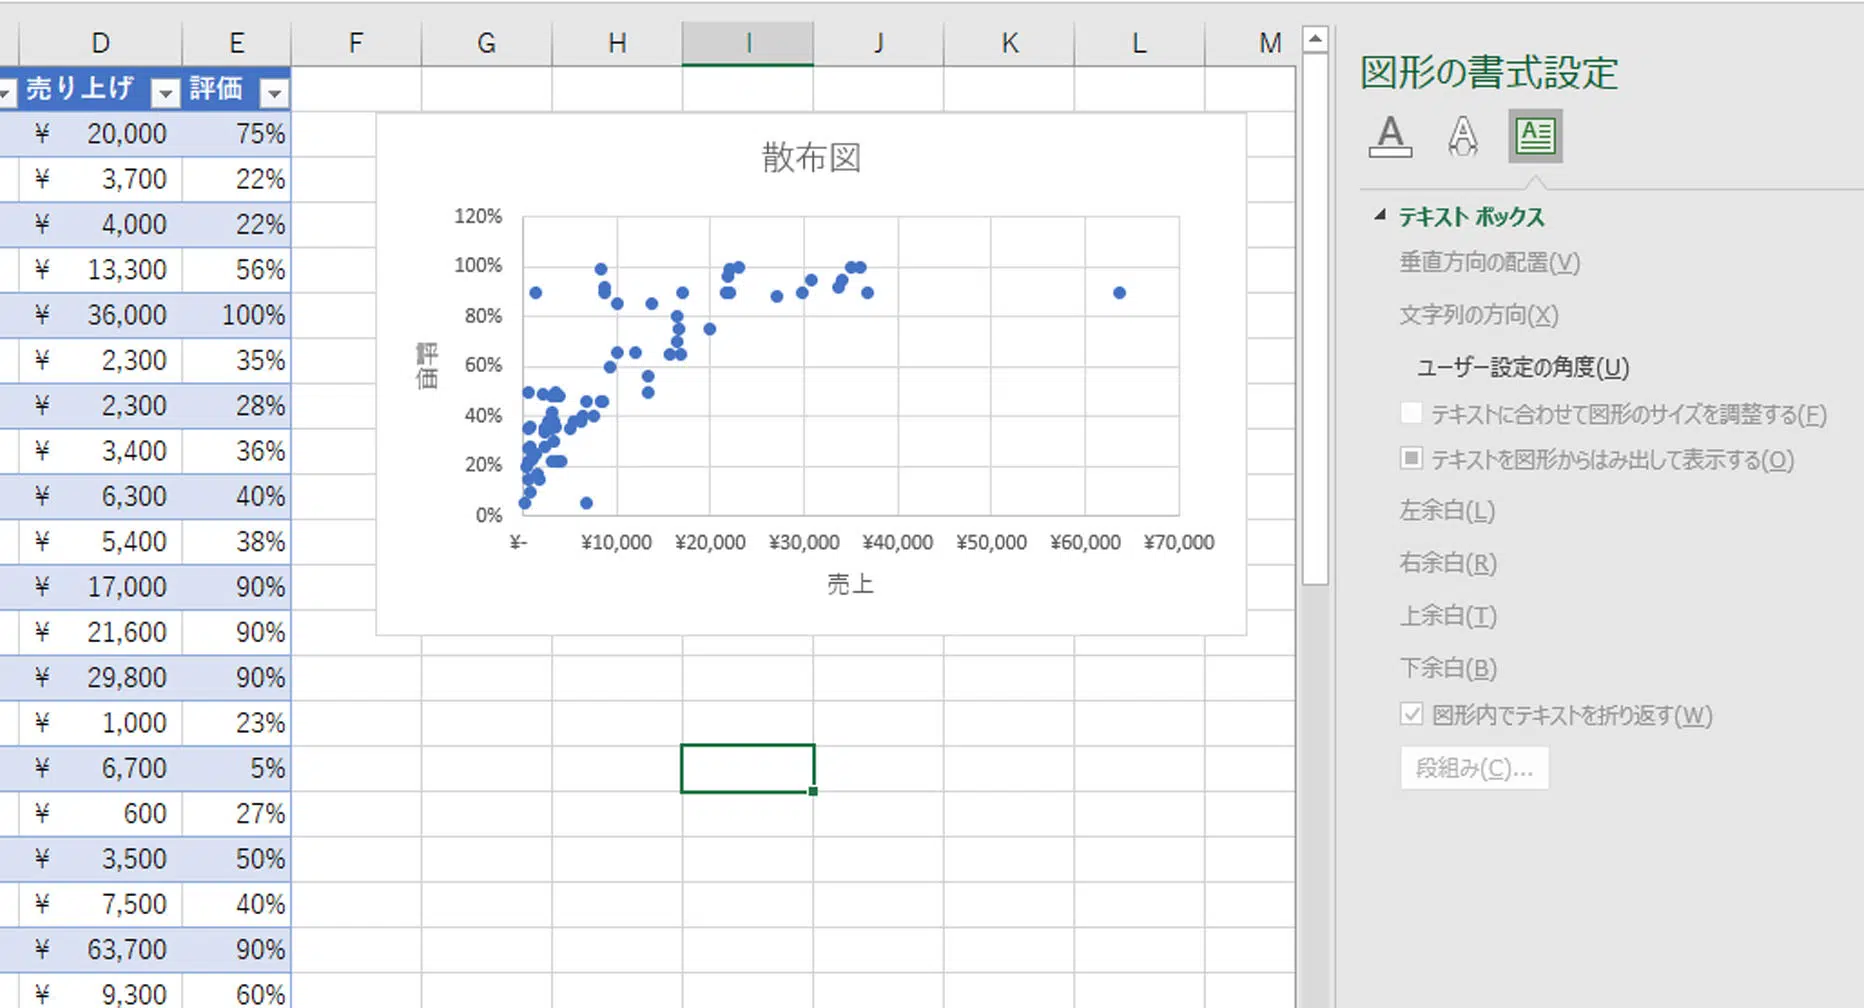 D E F G H I J K L M
売り上げ 評価
¥ 20,000 75%
¥ 3,700 22%
¥ 4,000 22%
¥ 13,300 56%
¥ 36,000 100%
¥ 2,300 35%
¥ 2,300 28%
¥ 3,400 36%
¥ 6,300 40%
¥ 5,400 38%
¥ 17,000 90%
¥ 21,600 90%
¥ 29,800 90%
¥ 1,000 23%
¥ 6,700 5%
¥ 600 27%
¥ 3,500 50%
¥ 7,500 40%
¥ 63,700 90%
¥ 9,300 60%
散布図
120%
100%
80%
60%
40%
20%
0%
評価
¥- ¥10,000 ¥20,000 ¥30,000 ¥40,000 ¥50,000 ¥60,000 ¥70,000
売上
図形の書式設定
テキスト ボックス
垂直方向の配置(V)
文字列の方向(X)
ユーザー設定の角度(U)
テキストに合わせて図形のサイズを調整する(F)
テキストを図形からはみ出して表示する(O)
左余白(L)
右余白(R)
上余白(T)
下余白(B)
図形内でテキストを折り返す(W)
段組み(C)...